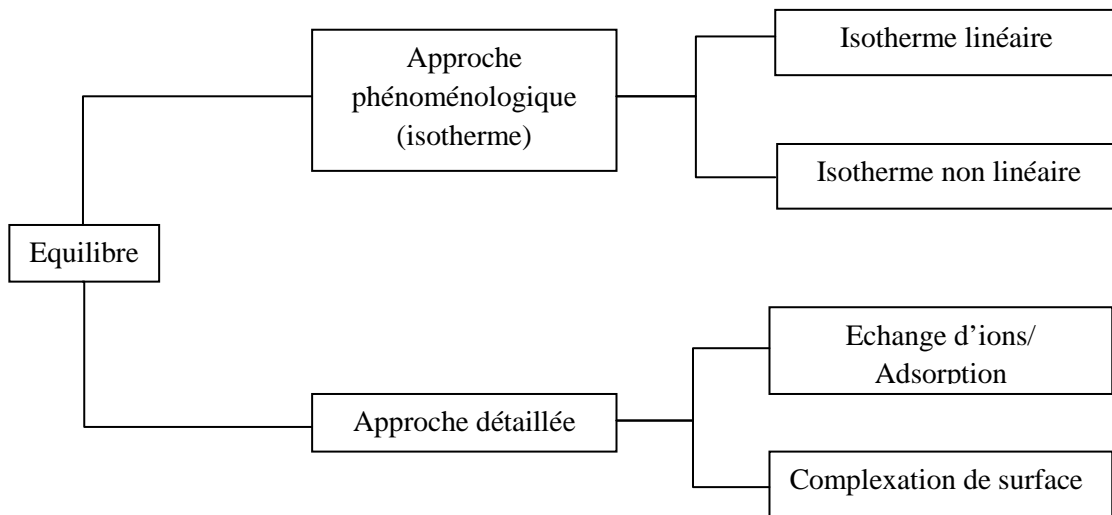 Isotherme linéaire
Approche
phénoménologique
(isotherme)
Isotherme non linéaire
Equilibre
Echange d’ions/
Adsorption
Approche détaillée
Complexation de surface